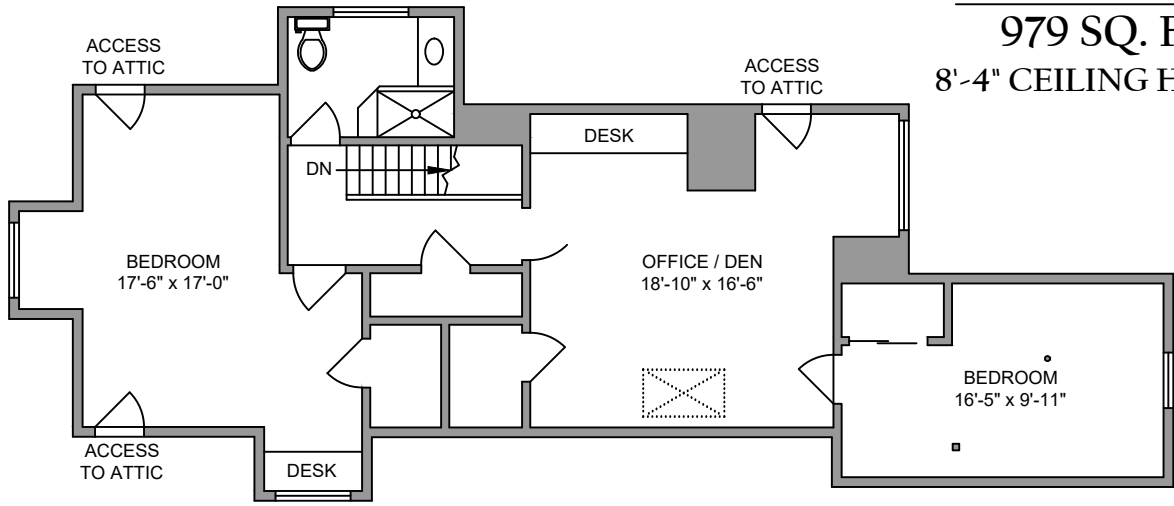 979 SQ.
8'-4" CEILING
ACCESS
TO ATTIC
ACCESS
TO ATTIC
DESK
DN
BEDROOM
17'-6" x 17'-0"
OFFICE / DEN
18'-10" x 16'-6"
BEDROOM
16'-5" x 9'-11"
ACCESS
TO ATTIC
DESK